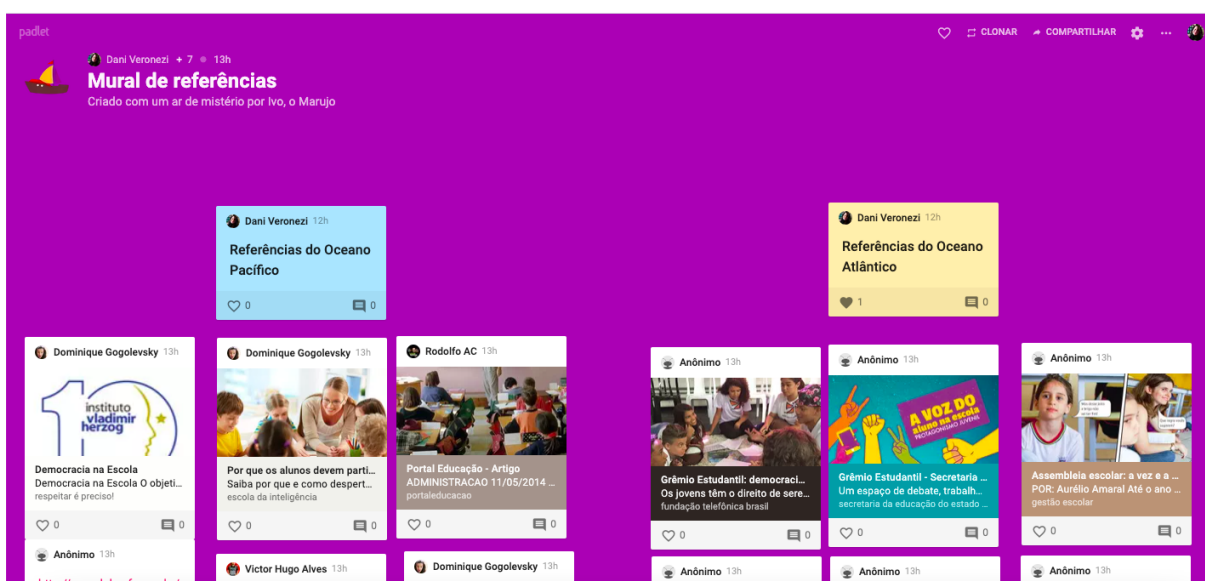 padlet
CLONAR
COMPARTILHAR
Dani Veronezi + 7 13h
Mural de referências
Criado com um ar de mistério por Ivo, o Marujo
Dani Veronezi 12h
Referências do Oceano
Pacífico
0 0
Dani Veronezi 12h
Referências do Oceano
Atlântico
1 0
Dominique Gogolevsky 13h
10
instituto
vladimir
herzog
Democracia na Escola
Democracia na Escola O objeti...
respeitar é preciso!
0 0
Dominique Gogolevsky 13h
Por que os alunos devem parti...
Saiba por que e como despert...
escola da inteligência
0 0
Rodolfo AC 13h
Portal Educação - Artigo
ADMINISTRACAO 11/05/2014 ...
portaleducacao
0 0
Anônimo 13h
Grêmio Estudantil: democraci...
Os jovens têm o direito de sere...
fundação telefônica brasil
0 0
Anônimo 13h
A VOZ DO
aluno na escola
PROTAGONISMO JUVENIL
Grêmio Estudantil - Secretaria ...
Um espaço de debate, trabalh...
secretaria da educação do estado ...
0 0
Anônimo 13h
Assembleia escolar: a vez e a ...
POR: Aurélio Amaral Até o ano ...
gestão escolar
0 0
Anônimo 13h
Victor Hugo Alves 13h
Dominique Gogolevsky 13h
Anônimo 13h
Anônimo 13h
Anônimo 13h